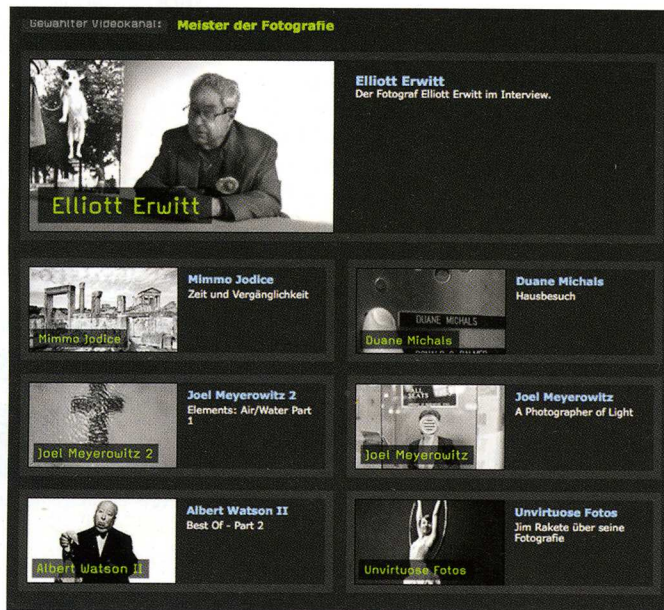 Gewählter Videokanal: Meister der Fotografie
Elliott Erwitt
Der Fotograf Elliott Erwitt im Interview.
Elliott Erwitt
Mimmo Jodice
Zeit und Vergänglichkeit
Mimmo Jodice
Duane Michals
Hausbesuch
DUANE MICHALS
Duane Michals
Joel Meyerowitz 2
Elements: Air/Water Part
1
Joel Meyerowitz 2
Joel Meyerowitz
A Photographer of Light
SEATS
Joel Meyerowitz
Albert Watson II
Best Of - Part 2
Albert Watson II
Unvirtuose Fotos
Jim Rakete über seine
Fotografie
Unvirtuose Fotos